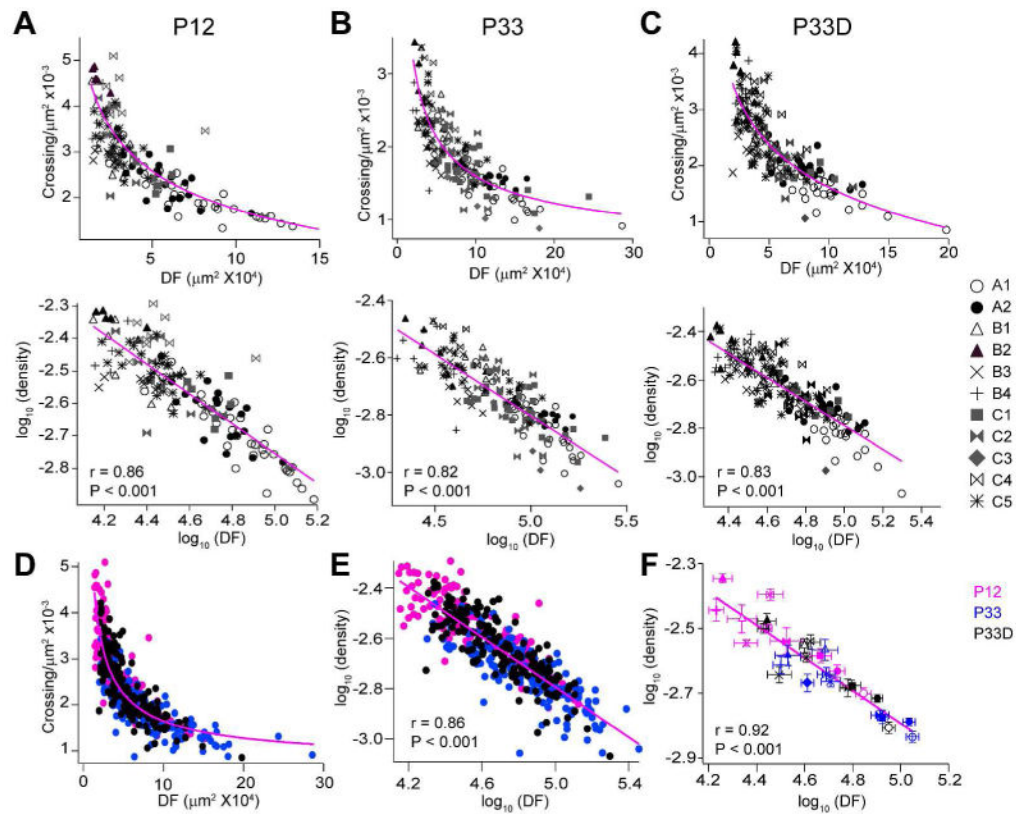 A P12
B P33
C P33D
Crossing/μm² x10⁻³
5
4
3
2
5
10
15
DF (μm² X10⁴)
Crossing/μm² x10⁻³
3
2
1
0
10
20
30
DF (μm² X10⁴)
Crossing/μm² x10⁻³
4
3
2
1
0
5
10
15
20
DF (μm² X10⁴)
log₁₀ (density)
-2.3
-2.4
-2.5
-2.6
-2.7
-2.8
r = 0.86
P < 0.001
4.2
4.4
4.6
4.8
5.0
5.2
log₁₀ (DF)
log₁₀ (density)
-2.4
-2.6
-2.8
-3.0
r = 0.82
P < 0.001
4.5
5.0
5.5
log₁₀ (DF)
log₁₀ (density)
-2.4
-2.6
-2.8
-3.0
r = 0.83
P < 0.001
4.4
4.6
4.8
5.0
5.2
5.4
log₁₀ (DF)
A1
A2
B1
B2
B3
B4
C1
C2
C3
C4
C5
D
Crossing/μm² x10⁻³
5
4
3
2
1
0
10
20
30
DF (μm² X10⁴)
E
log₁₀ (density)
-2.4
-2.6
-2.8
-3.0
r = 0.86
P < 0.001
4.2
4.4
4.6
4.8
5.0
5.2
5.4
log₁₀ (DF)
F
log₁₀ (density)
-2.3
-2.5
-2.7
-2.9
r = 0.92
P < 0.001
4.2
4.4
4.6
4.8
5.0
5.2
log₁₀ (DF)
P12
P33
P33D